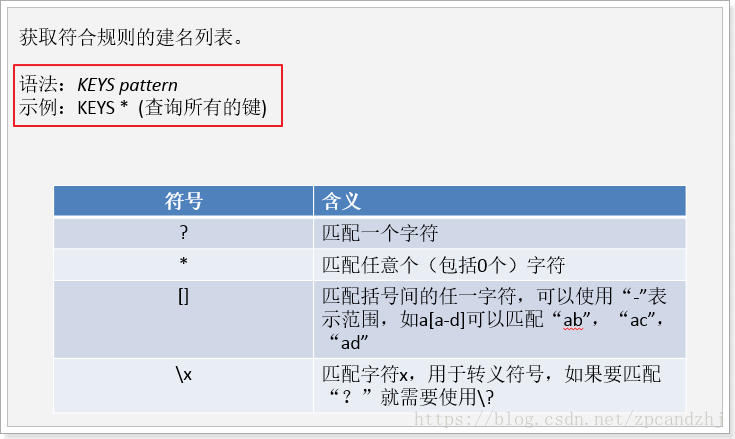 获取符合规则的建名列表。
语法：KEYS pattern
示例：KEYS * (查询所有的键)
符号 含义
? 匹配一个字符
* 匹配任意个（包括0个）字符
[] 匹配括号间的任一字符，可以使用“-”表
示范围，如a[a-d]可以匹配“ab”，“ac”，
“ad”
\x 匹配字符x，用于转义符号，如果要匹配
“？”就需要使用\?
https://blog.csdn.net/zpcandzhj